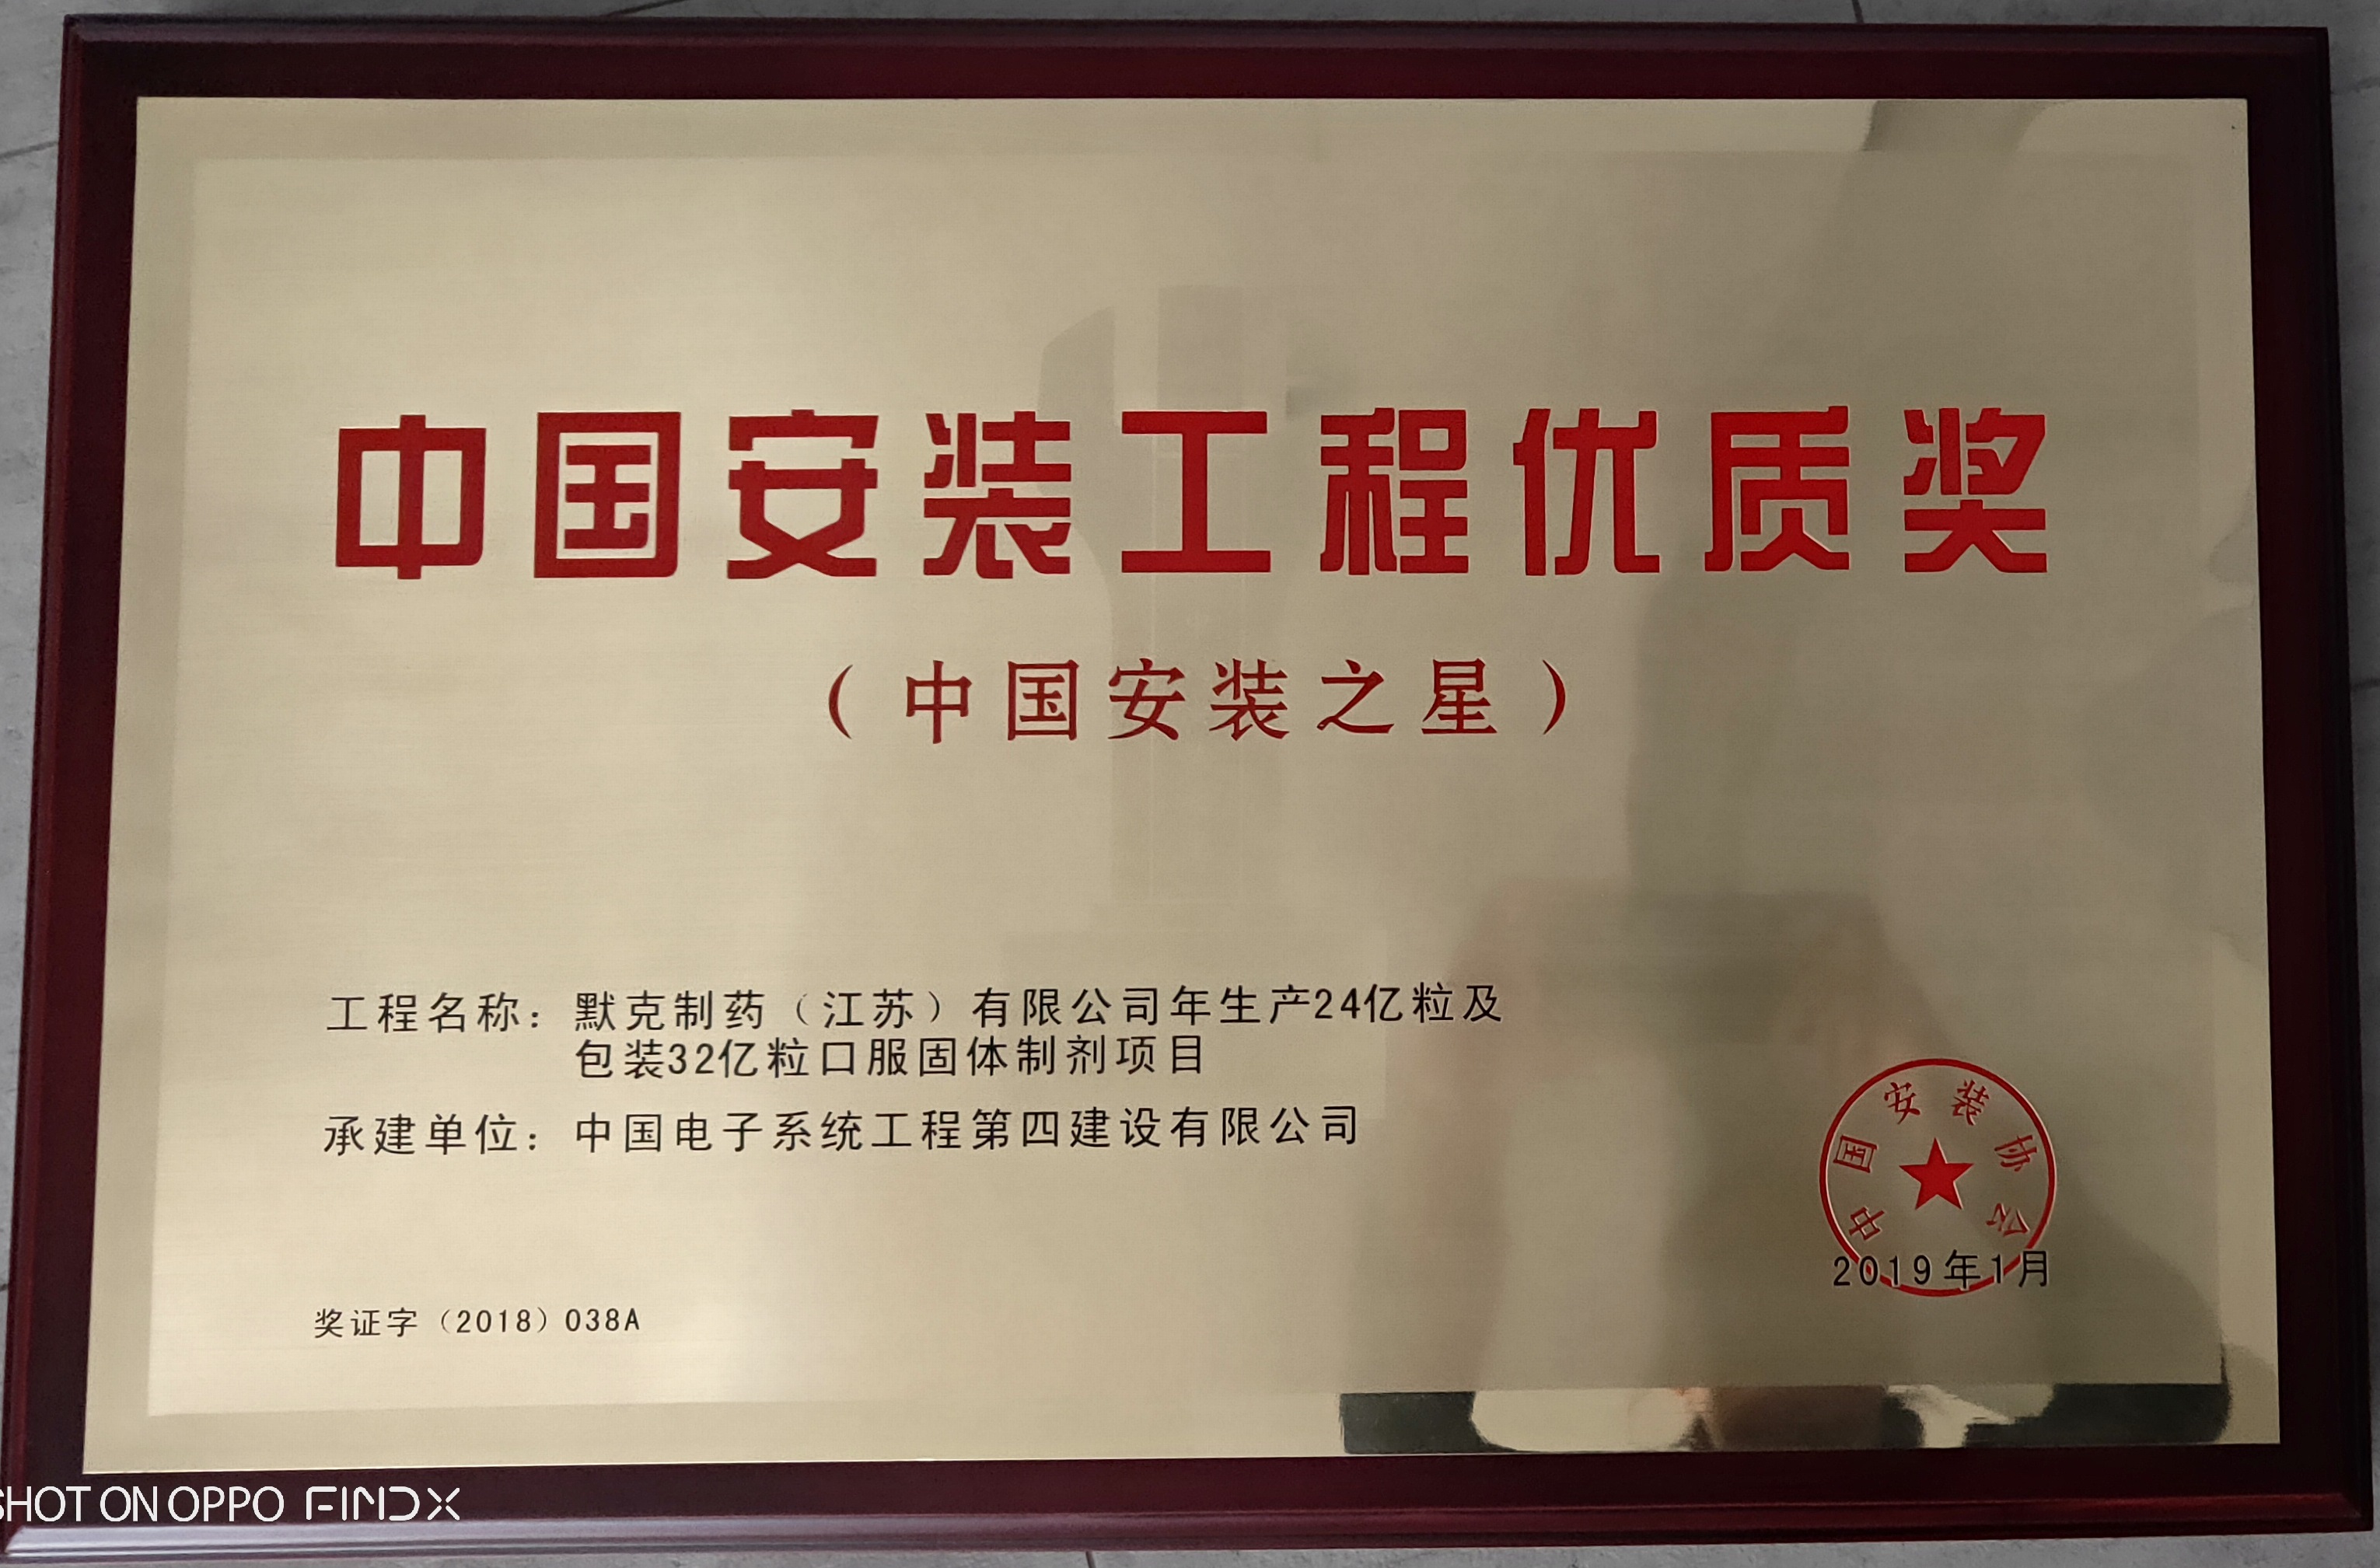 中国安装工程优质奖
（中国安装之星）
工程名称：默克制药（江苏）有限公司年生产24亿粒及
包装32亿粒口服固体制剂项目
承建单位：中国电子系统工程第四建设有限公司
中国安装协会
2019年1月
奖证字（2018）038A
SHOT ON OPPO FIND X